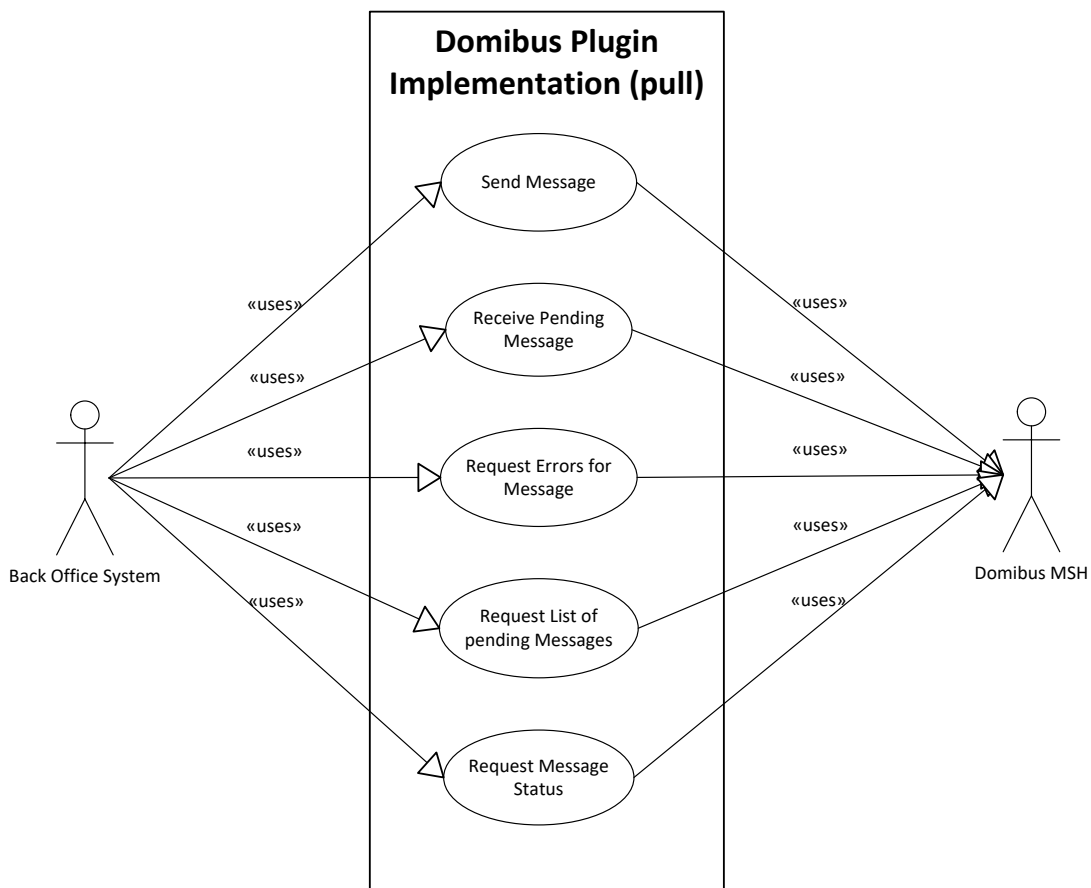 Domibus Plugin
Implementation (pull)
Send Message
«uses»
«uses»
Receive Pending
Message
«uses»
«uses»
«uses»
«uses»
Request Errors for
Message
Back Office System
Domibus MSH
«uses»
«uses»
Request List of
pending Messages
«uses»
«uses»
Request Message
Status